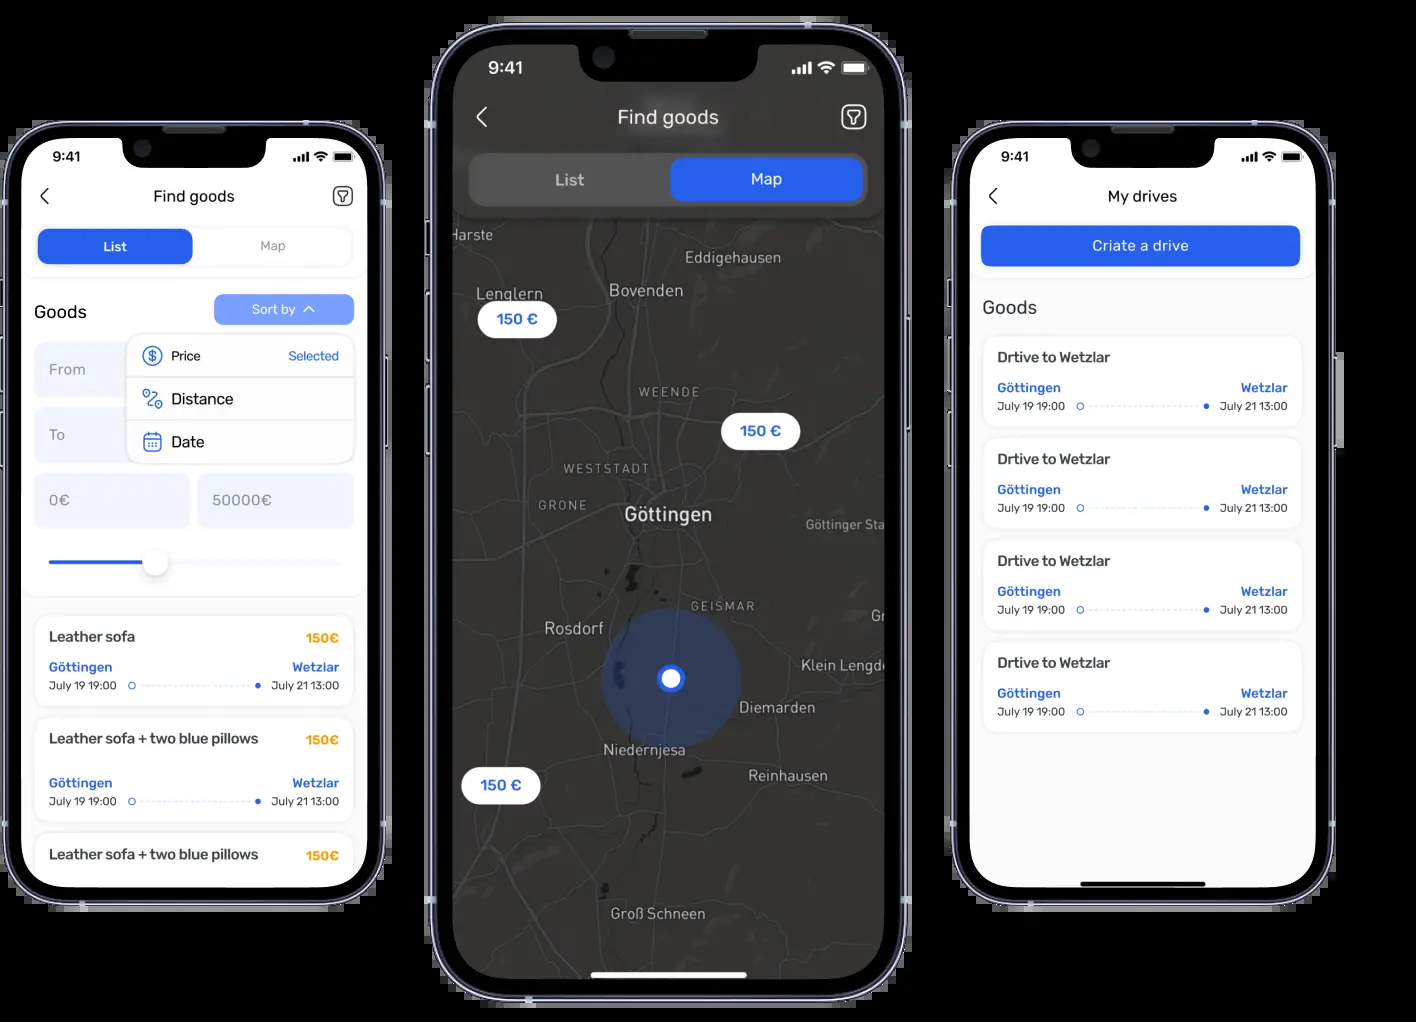 9:41
Find goods
List
Map
Goods
Sort by
From
Price
Selected
Distance
To
Date
0€
50000€
Leather sofa
150€
Göttingen
Wetzlar
July 19 19:00
July 21 13:00
Leather sofa + two blue pillows
150€
Göttingen
Wetzlar
July 19 19:00
July 21 13:00
Leather sofa + two blue pillows
150€
9:41
Find goods
List
Map
Harste
Eddigehausen
Lenglern
Bovenden
150 €
WEENDE
150 €
WESTSTADT
GRONE
Göttingen
Göttinger Sta
GEISMAR
Gr
Rosdorf
Klein Lengde
Diemarden
Niedernjesa
Reinhausen
150 €
Groß Schneen
9:41
My drives
Criate a drive
Goods
Drtive to Wetzlar
Göttingen
Wetzlar
July 19 19:00
July 21 13:00
Drtive to Wetzlar
Göttingen
Wetzlar
July 19 19:00
July 21 13:00
Drtive to Wetzlar
Göttingen
Wetzlar
July 19 19:00
July 21 13:00
Drtive to Wetzlar
Göttingen
Wetzlar
July 19 19:00
July 21 13:00